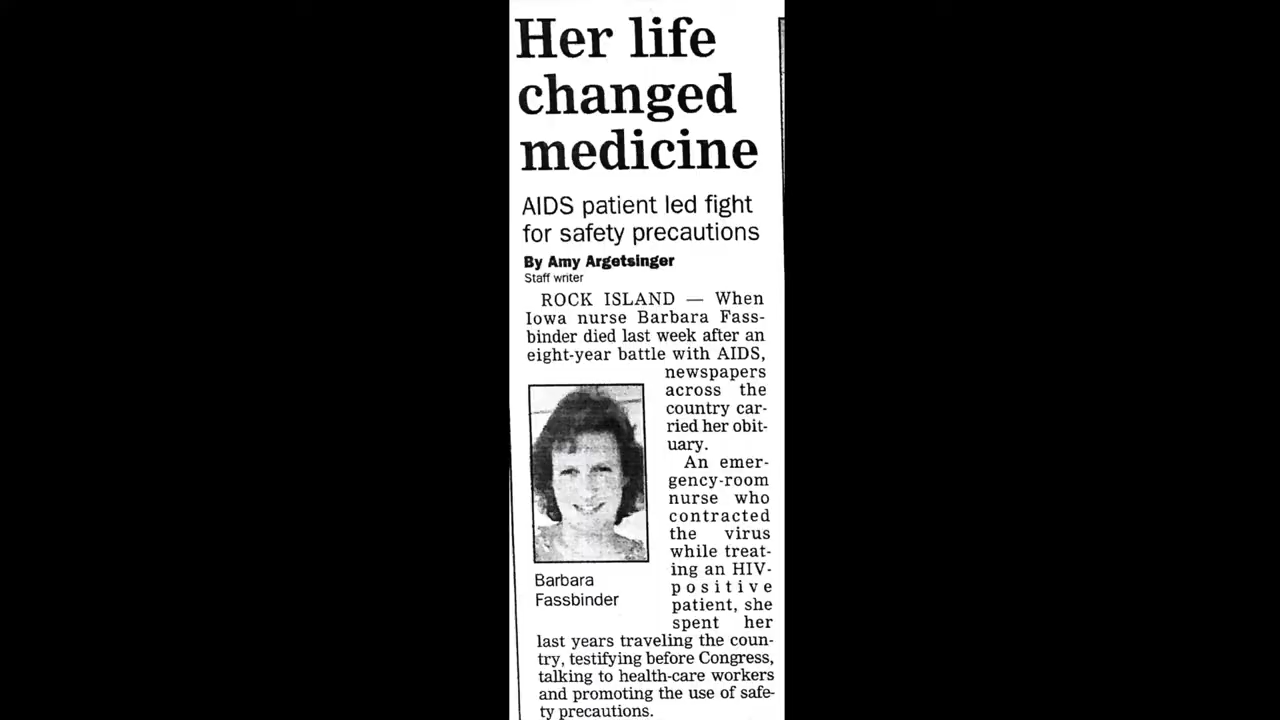 Her life
changed
medicine
AIDS patient led fight
for safety precautions
By Amy Argetsinger
Staff writer
ROCK ISLAND — When
Iowa nurse Barbara Fass-
binder died last week after an
eight-year battle with AIDS,
newspapers
across the
country car-
ried her obit-
uary.
An emer-
gency-room
nurse who
contracted
the virus
while treat-
ing an HIV-
positive
patient, she
spent her
Barbara
Fassbinder
last years traveling the coun-
try, testifying before Congress,
talking to health-care workers
and promoting the use of safe-
ty precautions.